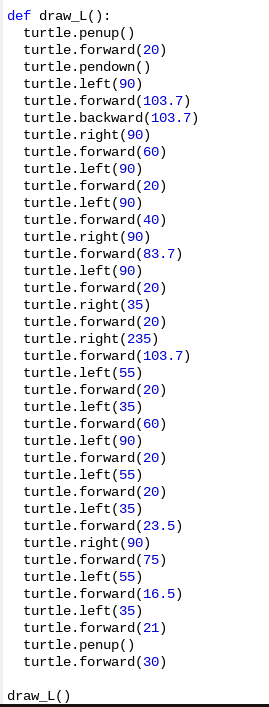 def draw_L():
  turtle.penup()
  turtle.forward(20)
  turtle.pendown()
  turtle.left(90)
  turtle.forward(103.7)
  turtle.backward(103.7)
  turtle.right(90)
  turtle.forward(60)
  turtle.left(90)
  turtle.forward(20)
  turtle.left(90)
  turtle.forward(40)
  turtle.right(90)
  turtle.forward(83.7)
  turtle.left(90)
  turtle.forward(20)
  turtle.right(35)
  turtle.forward(20)
  turtle.right(235)
  turtle.forward(103.7)
  turtle.left(55)
  turtle.forward(20)
  turtle.left(35)
  turtle.forward(60)
  turtle.left(90)
  turtle.forward(20)
  turtle.left(55)
  turtle.forward(20)
  turtle.left(35)
  turtle.forward(23.5)
  turtle.right(90)
  turtle.forward(75)
  turtle.left(55)
  turtle.forward(16.5)
  turtle.left(35)
  turtle.forward(21)
  turtle.penup()
  turtle.forward(30)

draw_L()